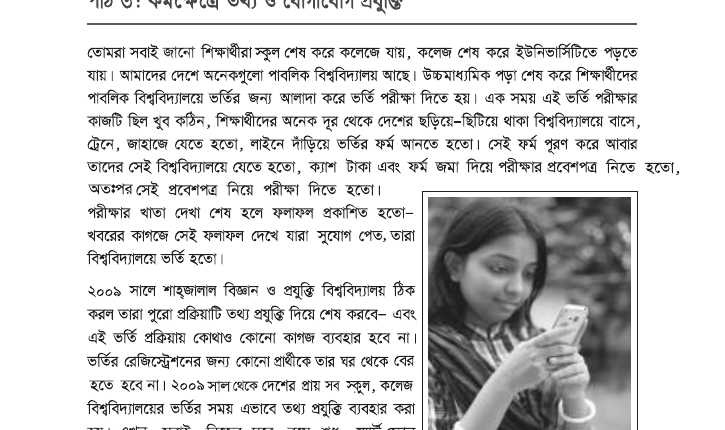 পাঠ ৩: কর্মক্ষেত্রে তথ্য ও যোগাযোগ প্রযুক্তি
তোমরা সবাই জানো শিক্ষার্থীরা স্কুল শেষ করে কলেজে যায়, কলেজ শেষ করে ইউনিভার্সিটিতে পড়তে
যায়। আমাদের দেশে অনেকগুলো পাবলিক বিশ্ববিদ্যালয় আছে। উচ্চমাধ্যমিক পড়া শেষ করে শিক্ষার্থীদের
পাবলিক বিশ্ববিদ্যালয়ে ভর্তির জন্য আলাদা করে ভর্তি পরীক্ষা দিতে হয়। এক সময় এই ভর্তি পরীক্ষার
কাজটি ছিল খুব কঠিন, শিক্ষার্থীদের অনেক দূর থেকে দেশের ছড়িয়ে-ছিটিয়ে থাকা বিশ্ববিদ্যালয়ে বাসে,
ট্রেনে, জাহাজে যেতে হতো, লাইনে দাঁড়িয়ে ভর্তির ফর্ম আনতে হতো। সেই ফর্ম পূরণ করে আবার
তাদের সেই বিশ্ববিদ্যালয়ে যেতে হতো, ক্যাশ টাকা এবং ফর্ম জমা দিয়ে পরীক্ষার প্রবেশপত্র নিতে হতো,
অতঃপর সেই প্রবেশপত্র নিয়ে পরীক্ষা দিতে হতো।
পরীক্ষার খাতা দেখা শেষ হলে ফলাফল প্রকাশিত হতো-
খবরের কাগজে সেই ফলাফল দেখে যারা সুযোগ পেত, তারা
বিশ্ববিদ্যালয়ে ভর্তি হতো।
২০০৯ সালে শাহ্জালাল বিজ্ঞান ও প্রযুক্তি বিশ্ববিদ্যালয় ঠিক
করল তারা পুরো প্রক্রিয়াটি তথ্য প্রযুক্তি দিয়ে শেষ করবে- এবং
এই ভর্তি প্রক্রিয়ায় কোথাও কোনো কাগজ ব্যবহার হবে না।
ভর্তির রেজিস্ট্রেশনের জন্য কোনো প্রার্থীকে তার ঘর থেকে বের
হতে হবে না। ২০০৯ সাল থেকে দেশের প্রায় সব স্কুল, কলেজ
বিশ্ববিদ্যালয়ের ভর্তির সময় এভাবে তথ্য প্রযুক্তি ব্যবহার করা